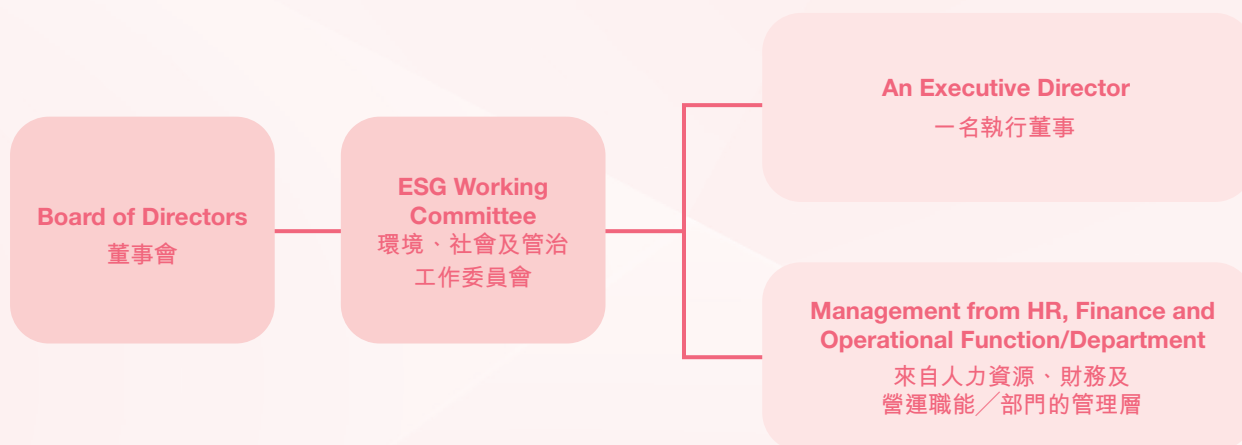 Board of Directors
董事會
ESG Working
Committee
環境、社會及管治
工作委員會
An Executive Director
一名執行董事
Management from HR, Finance and
Operational Function/Department
來自人力資源、財務及
營運職能╱部門的管理層